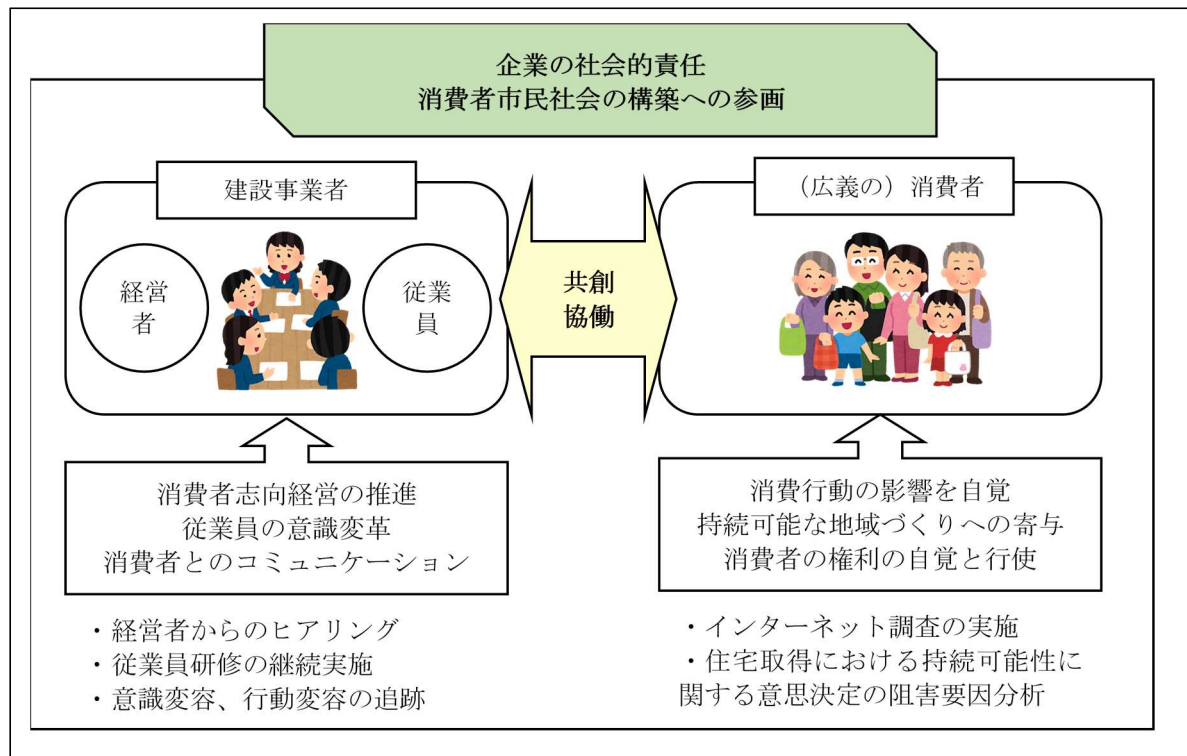 企業の社会的責任
消費者市民社会の構築への参画
建設事業者
経営
者
従業
員
共創
協働
（広義の）消費者
消費者志向経営の推進
従業員の意識変革
消費者とのコミュニケーション
・経営者からのヒアリング
・従業員研修の継続実施
・意識変容、行動変容の追跡
消費行動の影響を自覚
持続可能な地域づくりへの寄与
消費者の権利の自覚と行使
・インターネット調査の実施
・住宅取得における持続可能性に
関する意思決定の阻害要因分析